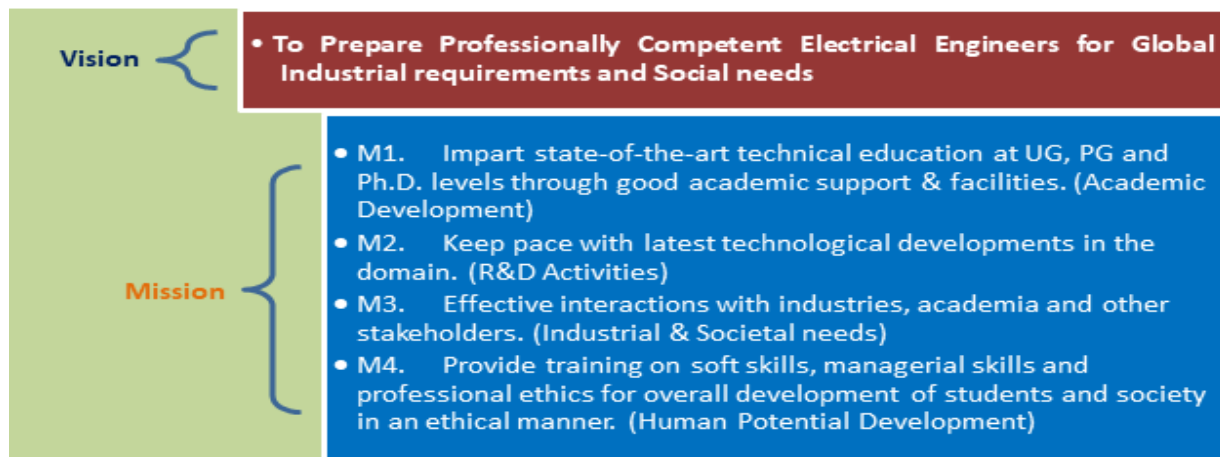 Vision
• To Prepare Professionally Competent Electrical Engineers for Global
Industrial requirements and Social needs
Mission
• M1. Impart state-of-the-art technical education at UG, PG and
Ph.D. levels through good academic support & facilities. (Academic
Development)
• M2. Keep pace with latest technological developments in the
domain. (R&D Activities)
• M3. Effective interactions with industries, academia and other
stakeholders. (Industrial & Societal needs)
• M4. Provide training on soft skills, managerial skills and
professional ethics for overall development of students and society
in an ethical manner. (Human Potential Development)